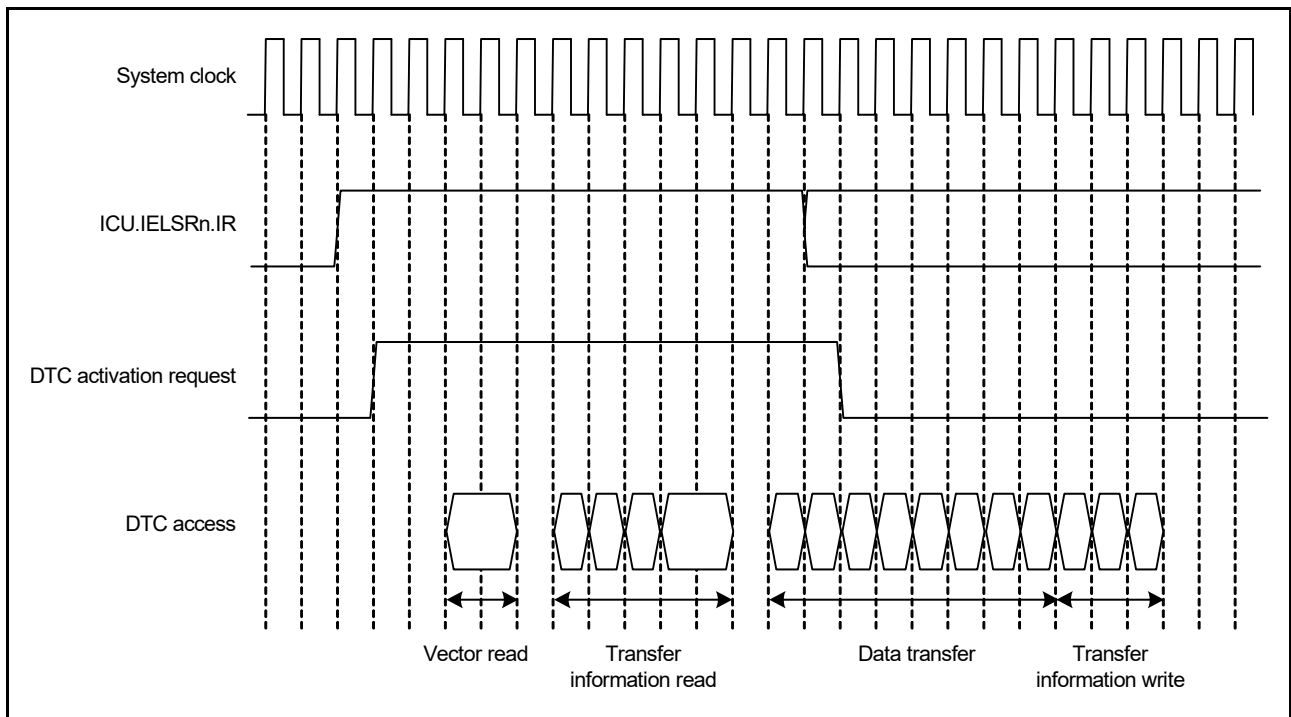 System clock
ICU.IELSRn.IR
DTC activation request
DTC access
Vector read
Transfer
information read
Data transfer
Transfer
information write